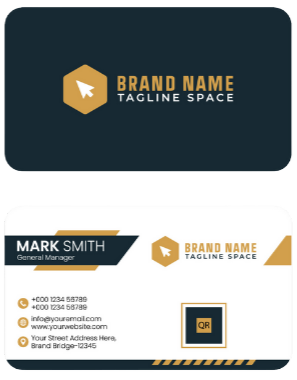 BRAND NAME
TAGLINE SPACE
MARK SMITH
General Manager
BRAND NAME
TAGLINE SPACE
+000 1234 56789
+000 1234 56789
info@youremail.com
www.yourwebsite.com
Your Street Address Here,
Brand Bridge-12345
QR